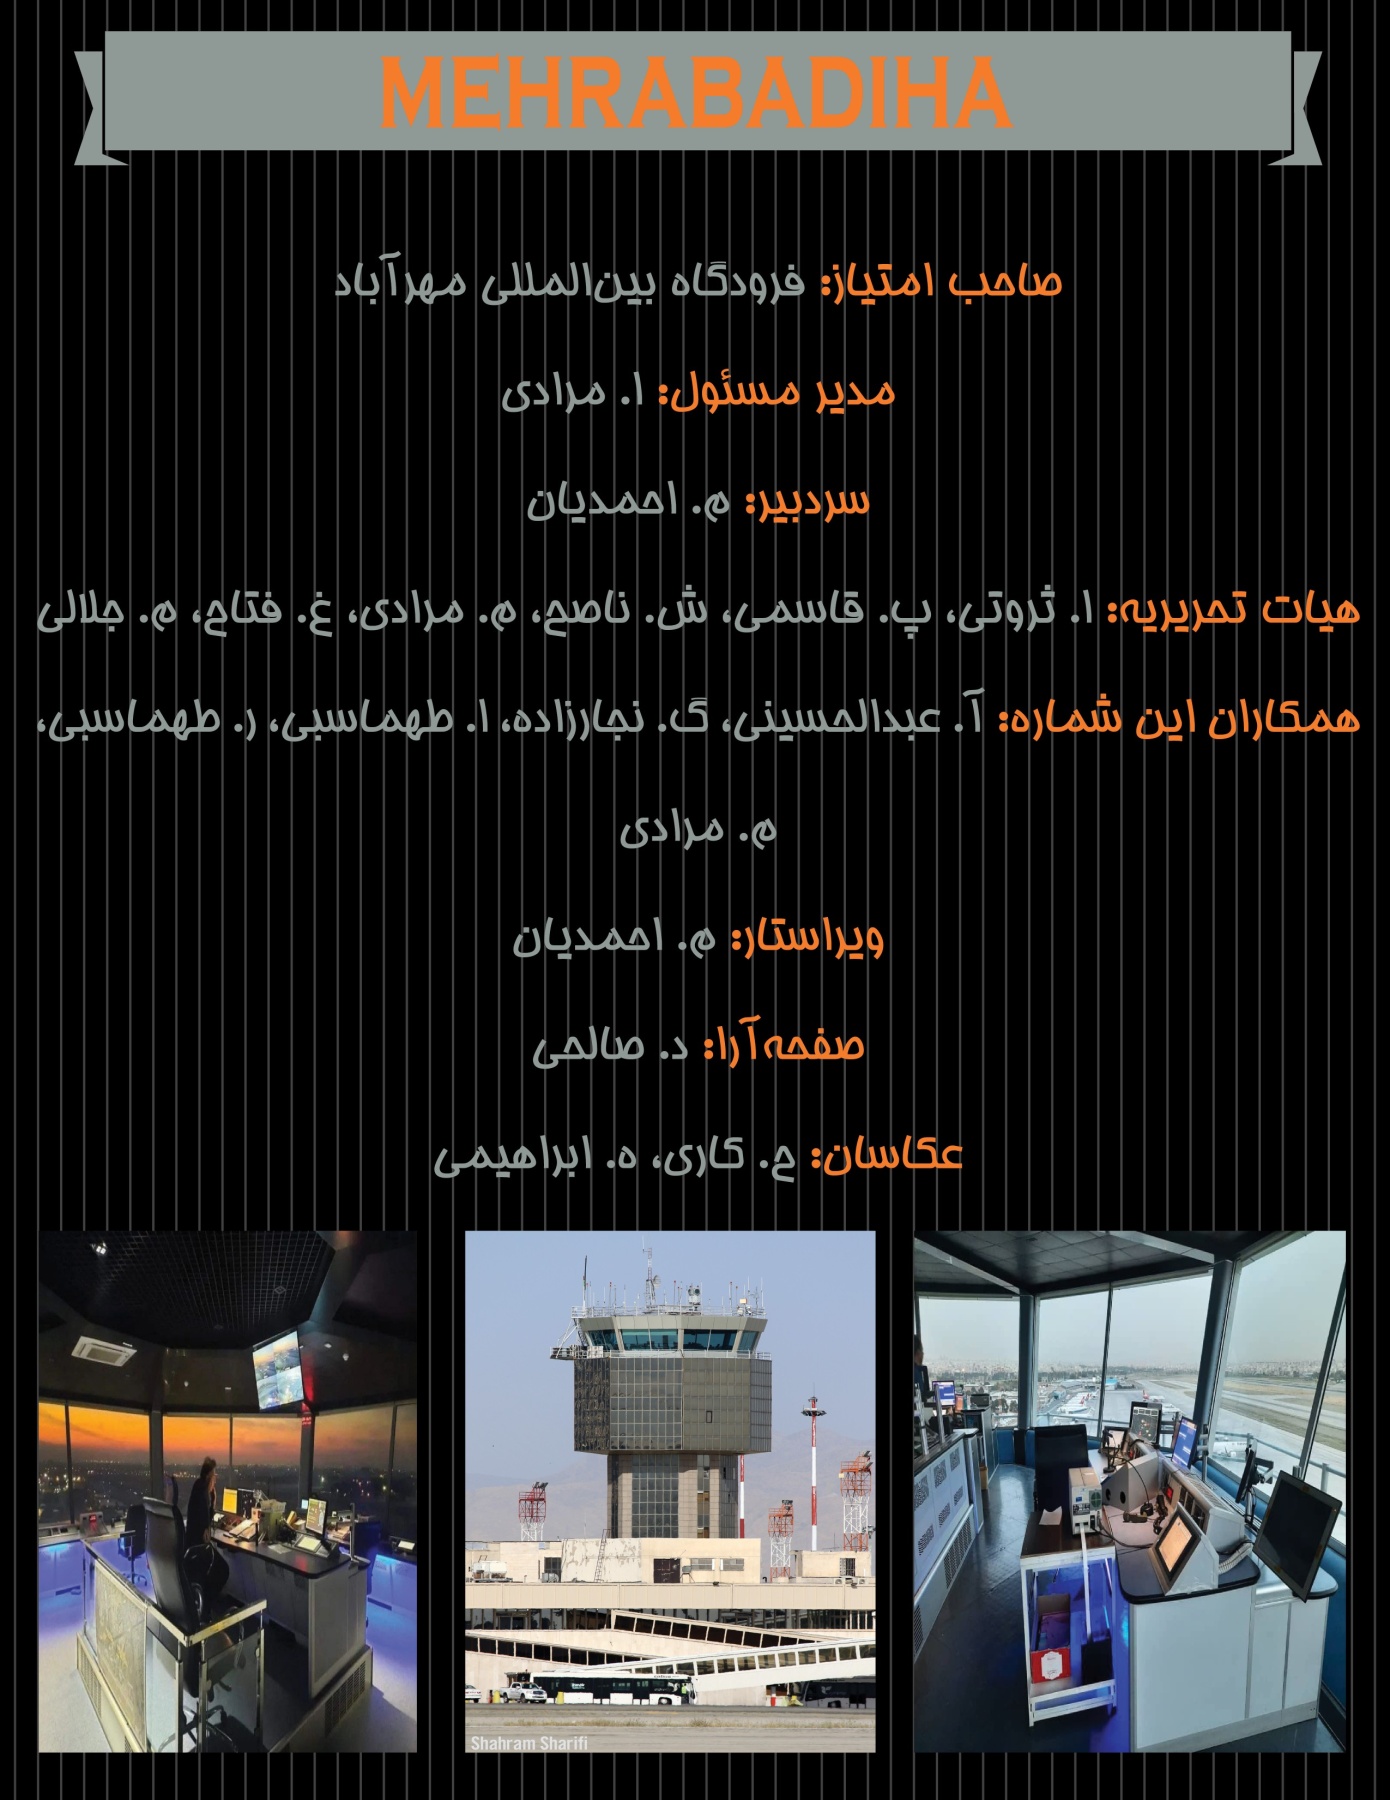 MEHRABADIHA
صاحب امتیاز: فرودگاه بین‌المللی مهرآباد
مدیر مسئول: ا. مرادی
سردبیر: م. احمدیان
هیات تحریریه: ا. ثروتی، پ. قاسمی، ش. ناصح، م. مرادی، غ. فتاح، م. جلالی
همکاران این شماره: آ. عبدالحسینی، گ. نجارزاده، ا. طهماسبی، ر. طهماسبی،
م. مرادی
ویراستار: م. احمدیان
صفحه‌آرا: د. صالحی
عکاسان: ح. کاری، ه. ابراهیمی
Shahram Sharifi